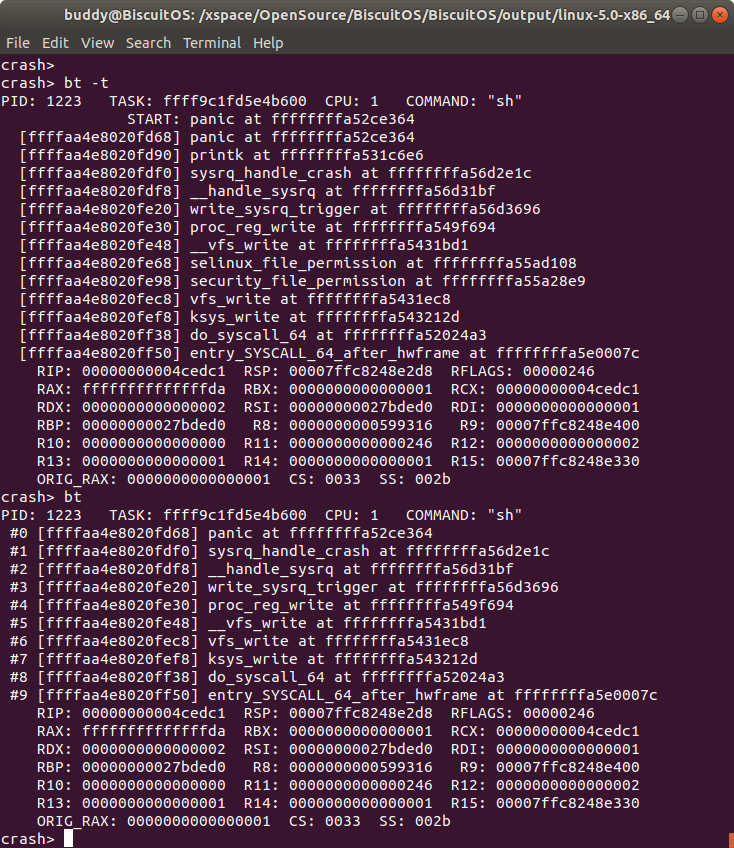 buddy@BiscuitOS: /xspace/OpenSource/BiscuitOS/BiscuitOS/output/linux-5.0-x86_64
File Edit View Search Terminal Help
crash>
crash> bt -t
PID: 1223   TASK: ffff9c1fd5e4b600  CPU: 1   COMMAND: "sh"
              START: panic at ffffffffa52ce364
  [ffffaa4e8020fd68] panic at ffffffffa52ce364
  [ffffaa4e8020fd90] printk at ffffffffa531c6e6
  [ffffaa4e8020fdf0] sysrq_handle_crash at ffffffffa56d2e1c
  [ffffaa4e8020fdf8] __handle_sysrq at ffffffffa56d31bf
  [ffffaa4e8020fe20] write_sysrq_trigger at ffffffffa56d3696
  [ffffaa4e8020fe30] proc_reg_write at ffffffffa549f694
  [ffffaa4e8020fe48] __vfs_write at ffffffffa5431bd1
  [ffffaa4e8020fe68] selinux_file_permission at ffffffffa55ad108
  [ffffaa4e8020fe98] security_file_permission at ffffffffa55a28e9
  [ffffaa4e8020fec8] vfs_write at ffffffffa5431ec8
  [ffffaa4e8020fef8] ksys_write at ffffffffa543212d
  [ffffaa4e8020ff38] do_syscall_64 at ffffffffa52024a3
  [ffffaa4e8020ff50] entry_SYSCALL_64_after_hwframe at ffffffffa5e0007c
    RIP: 00000000004cedc1  RSP: 00007ffc8248e2d8  RFLAGS: 00000246
    RAX: ffffffffffffffda  RBX: 0000000000000001  RCX: 00000000004cedc1
    RDX: 0000000000000002  RSI: 0000000027bded0  RDI: 0000000000000001
    RBP: 0000000027bded0   R8: 0000000000599316   R9: 00007ffc8248e400
    R10: 0000000000000000  R11: 0000000000000246  R12: 0000000000000002
    R13: 0000000000000001  R14: 0000000000000001  R15: 00007ffc8248e330
    ORIG_RAX: 0000000000000001  CS: 0033  SS: 002b
crash> bt
PID: 1223   TASK: ffff9c1fd5e4b600  CPU: 1   COMMAND: "sh"
 #0 [ffffaa4e8020fd68] panic at ffffffffa52ce364
 #1 [ffffaa4e8020fdf0] sysrq_handle_crash at ffffffffa56d2e1c
 #2 [ffffaa4e8020fdf8] __handle_sysrq at ffffffffa56d31bf
 #3 [ffffaa4e8020fe20] write_sysrq_trigger at ffffffffa56d3696
 #4 [ffffaa4e8020fe30] proc_reg_write at ffffffffa549f694
 #5 [ffffaa4e8020fe48] __vfs_write at ffffffffa5431bd1
 #6 [ffffaa4e8020fec8] vfs_write at ffffffffa5431ec8
 #7 [ffffaa4e8020fef8] ksys_write at ffffffffa543212d
 #8 [ffffaa4e8020ff38] do_syscall_64 at ffffffffa52024a3
 #9 [ffffaa4e8020ff50] entry_SYSCALL_64_after_hwframe at ffffffffa5e0007c
    RIP: 00000000004cedc1  RSP: 00007ffc8248e2d8  RFLAGS: 00000246
    RAX: ffffffffffffffda  RBX: 0000000000000001  RCX: 00000000004cedc1
    RDX: 0000000000000002  RSI: 0000000027bded0  RDI: 0000000000000001
    RBP: 0000000027bded0   R8: 0000000000599316   R9: 00007ffc8248e400
    R10: 0000000000000000  R11: 0000000000000246  R12: 0000000000000002
    R13: 0000000000000001  R14: 0000000000000001  R15: 00007ffc8248e330
    ORIG_RAX: 0000000000000001  CS: 0033  SS: 002b
crash>